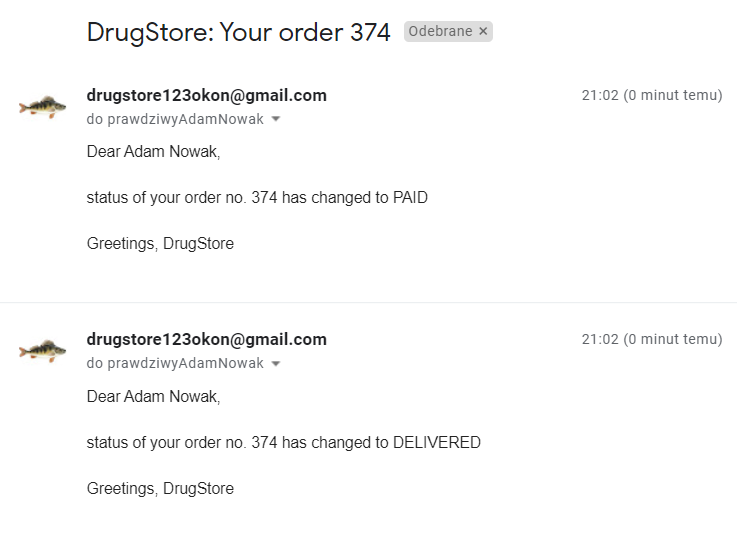 DrugStore: Your order 374 Odebrane ×
drugstore123okon@gmail.com 21:02 (0 minut temu)
do prawdziwyAdamNowak
Dear Adam Nowak,
status of your order no. 374 has changed to PAID
Greetings, DrugStore
drugstore123okon@gmail.com 21:02 (0 minut temu)
do prawdziwyAdamNowak
Dear Adam Nowak,
status of your order no. 374 has changed to DELIVERED
Greetings, DrugStore